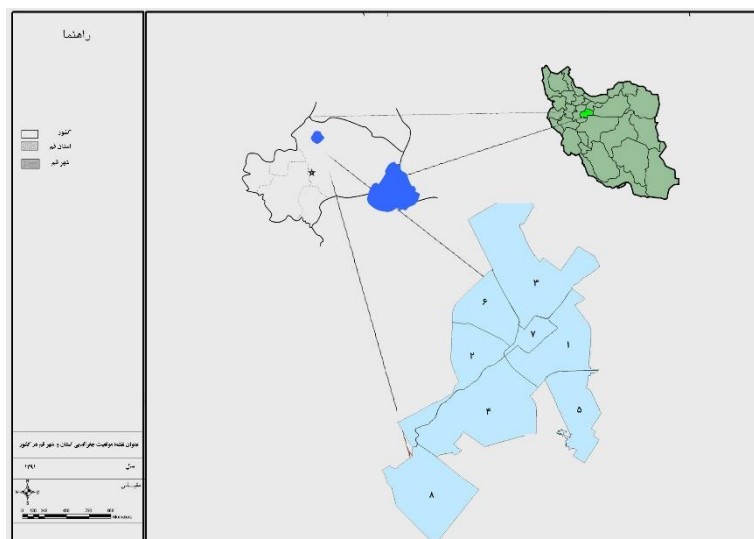 راهنما
کشور
استان قم
شهر قم
۳
۶
۷
۱
۲
۴
۵
۸
عنوان نقشه: موقعیت جغرافیایی استان و شهر قم در کشور
سال ۱۳۹۱
مقیاس
N
S